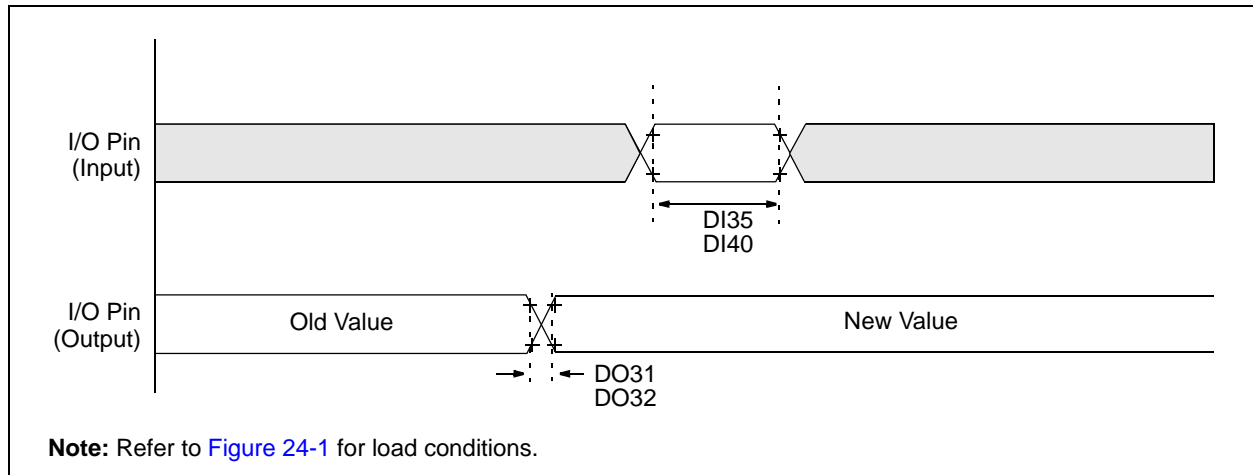 I/O Pin
(Input)
DI35
DI40
I/O Pin
(Output)
Old Value
New Value
DO31
DO32
Note: Refer to Figure 24-1 for load conditions.